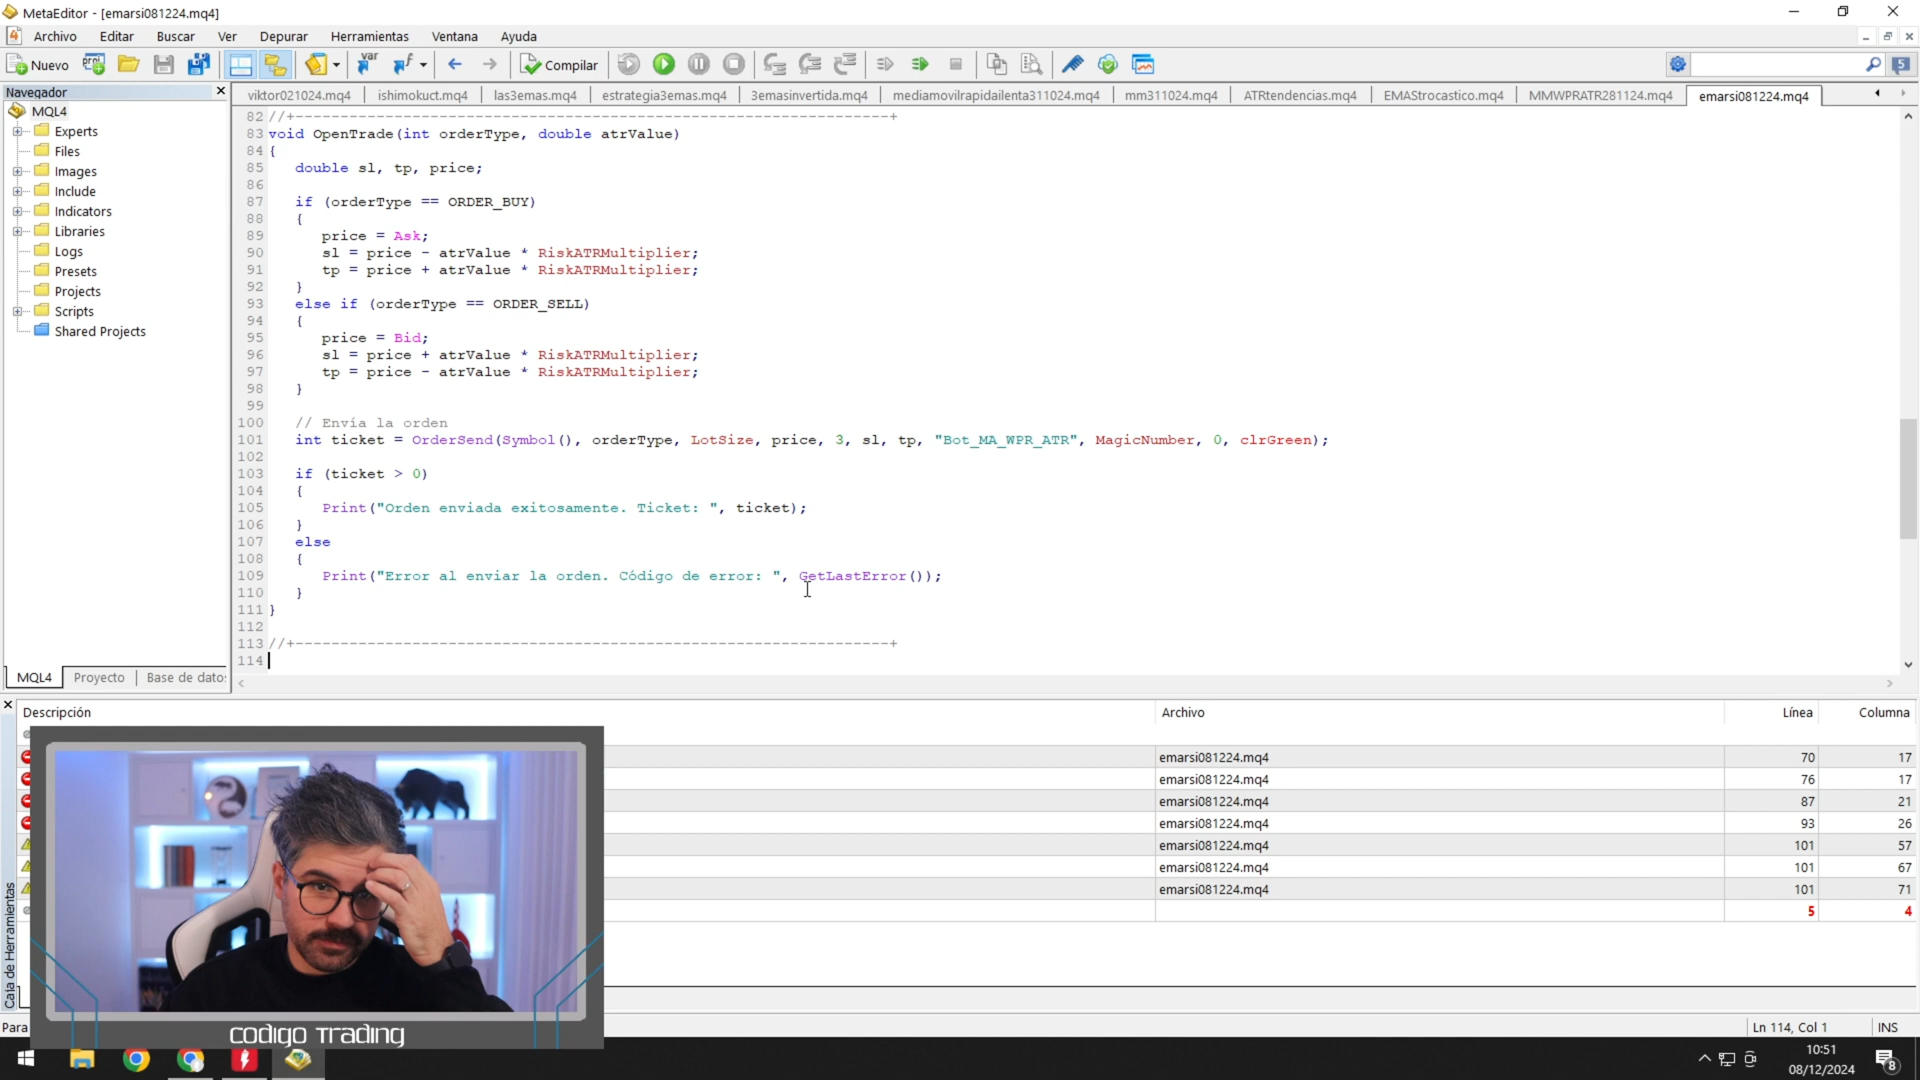 MetaEditor - [emarsi081224.mq4]
Archivo Editar Buscar Ver Depurar Herramientas Ventana Ayuda
Nuevo Compilar 5
Navegador
viktor021024.mq4 ishimokuct.mq4 las3emas.mq4 estrategia3emas.mq4 3emasinvertida.mq4 mediamovilrapidailenta311024.mq4 mm311024.mq4 ATRtendencias.mq4 EMAStrocastico.mq4 MMWPRATR281124.mq4 emarsi081224.mq4
MQL4
Experts
Files
Images
Include
Indicators
Libraries
Logs
Presets
Projects
Scripts
Shared Projects
MQL4 Proyecto Base de dato
82 //+------------------------------------------------------------------+
83 void OpenTrade(int orderType, double atrValue)
84 {
85 double sl, tp, price;
86
87 if (orderType == ORDER_BUY)
88 {
89 price = Ask;
90 sl = price - atrValue * RiskATRMultiplier;
91 tp = price + atrValue * RiskATRMultiplier;
92 }
93 else if (orderType == ORDER_SELL)
94 {
95 price = Bid;
96 sl = price + atrValue * RiskATRMultiplier;
97 tp = price - atrValue * RiskATRMultiplier;
98 }
99
100 // Envía la orden
101 int ticket = OrderSend(Symbol(), orderType, LotSize, price, 3, sl, tp, "Bot_MA_WPR_ATR", MagicNumber, 0, clrGreen);
102
103 if (ticket > 0)
104 {
105 Print("Orden enviada exitosamente. Ticket: ", ticket);
106 }
107 else
108 {
109 Print("Error al enviar la orden. Código de error: ", GetLastError());
110 }
111 }
112
113 //+------------------------------------------------------------------+
114
Descripción Archivo Línea Columna
emarsi081224.mq4 70 17
emarsi081224.mq4 76 17
emarsi081224.mq4 87 21
emarsi081224.mq4 93 26
emarsi081224.mq4 101 57
emarsi081224.mq4 101 67
emarsi081224.mq4 101 71
5 4
Caja de Herramientas
Para
Ln 114, Col 1 INS
CODIGO TRADING
10:51
08/12/2024
8